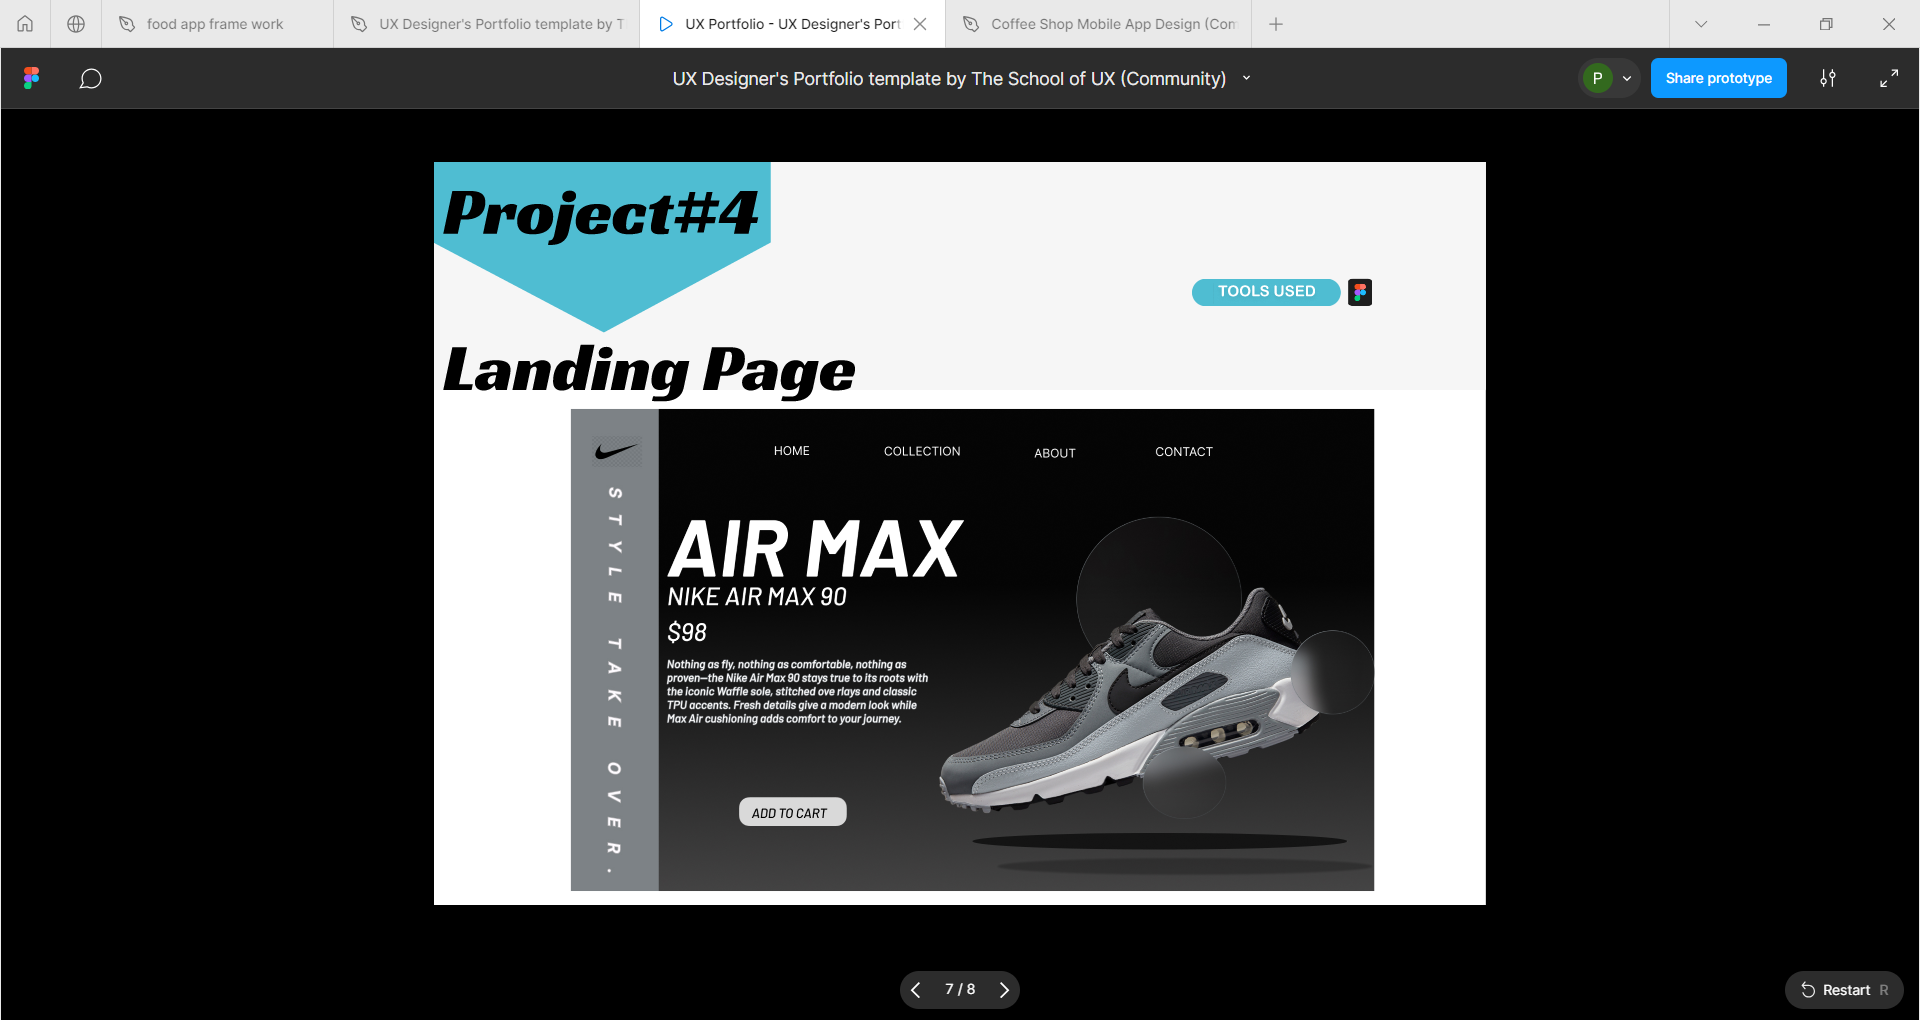 food app frame work
UX Designer's Portfolio template by T
UX Portfolio - UX Designer's Port
Coffee Shop Mobile App Design (Com
UX Designer's Portfolio template by The School of UX (Community)
P
Share prototype
Project#4
TOOLS USED
Landing Page
HOME COLLECTION ABOUT CONTACT
STYLE TAKE OVER.
AIR MAX
NIKE AIR MAX 90
$98
Nothing as fly, nothing as comfortable, nothing as
proven—the Nike Air Max 90 stays true to its roots with
the iconic Waffle sole, stitched ove rlays and classic
TPU accents. Fresh details give a modern look while
Max Air cushioning adds comfort to your journey.
ADD TO CART
7 / 8
Restart R